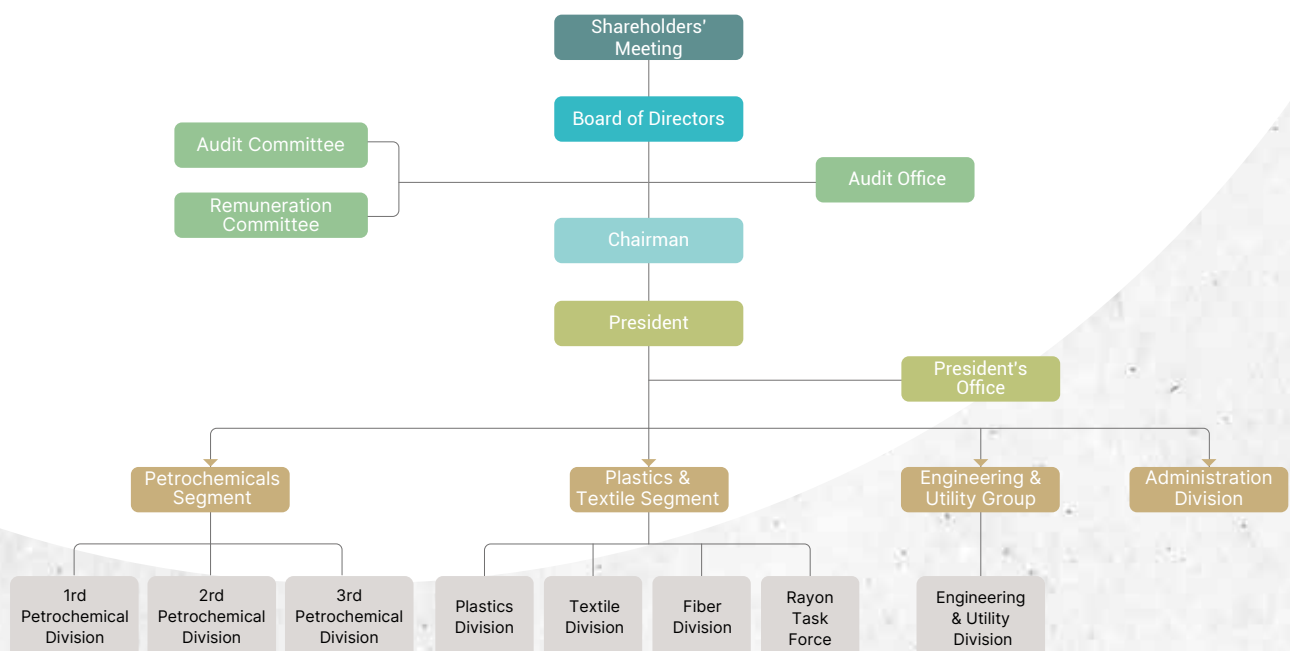 Shareholders'
Meeting
Board of Directors
Audit Committee
Audit Office
Remuneration
Committee
Chairman
President
President's
Office
Petrochemicals
Segment
Plastics &
Textile Segment
Engineering &
Utility Group
Administration
Division
1rd
Petrochemical
Division
2rd
Petrochemical
Division
3rd
Petrochemical
Division
Plastics
Division
Textile
Division
Fiber
Division
Rayon
Task
Force
Engineering
& Utility
Division